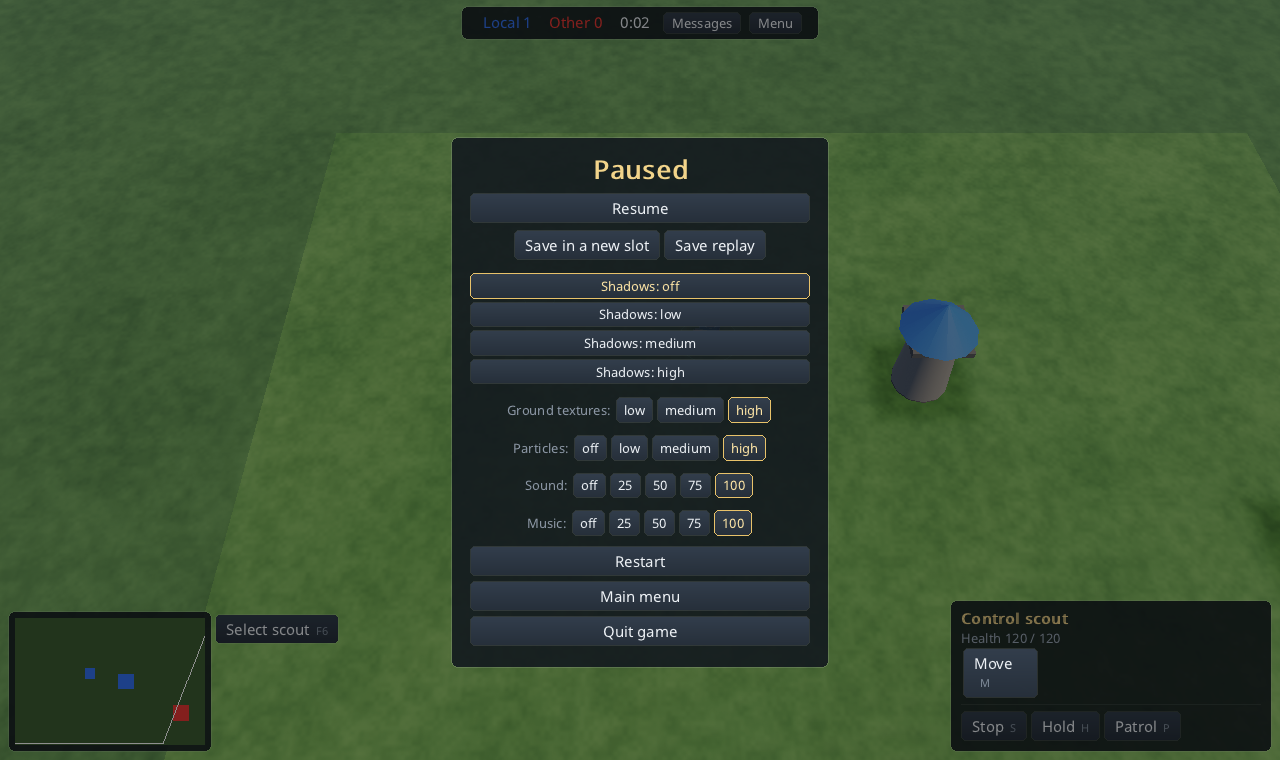 Local 1 Other 0 0:02 Messages Menu
Paused
Resume
Save in a new slot Save replay
Shadows: off
Shadows: low
Shadows: medium
Shadows: high
Ground textures: low medium high
Particles: off low medium high
Sound: off 25 50 75 100
Music: off 25 50 75 100
Restart
Main menu
Quit game
Select scout F6
Control scout
Health 120 / 120
Move
M
Stop S Hold H Patrol P